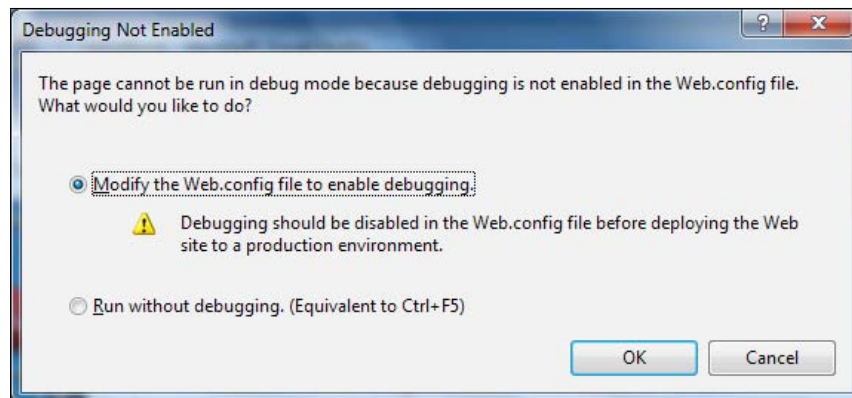 Debugging Not Enabled
The page cannot be run in debug mode because debugging is not enabled in the Web.config file.
What would you like to do?
Modify the Web.config file to enable debugging.
Debugging should be disabled in the Web.config file before deploying the Web
site to a production environment.
Run without debugging. (Equivalent to Ctrl+F5)
OK Cancel